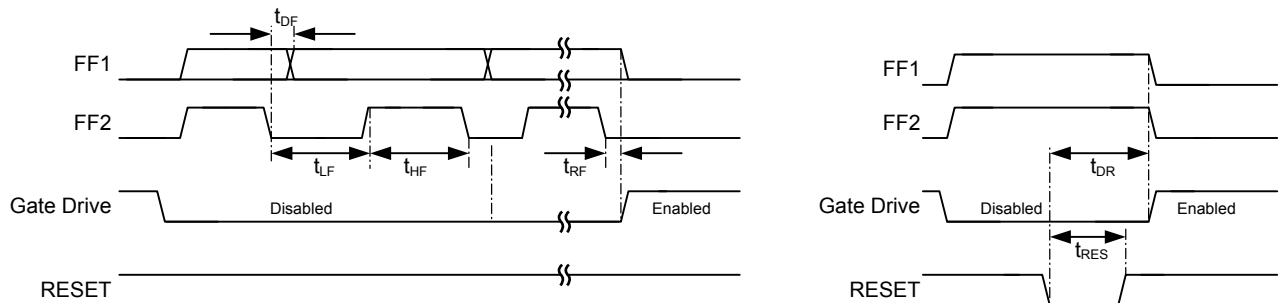 tDF
FF1
FF2
tLF
tHF
tRF
Gate Drive
Disabled
Enabled
RESET
FF1
FF2
tDR
Gate Drive
Disabled
Enabled
tRES
RESET